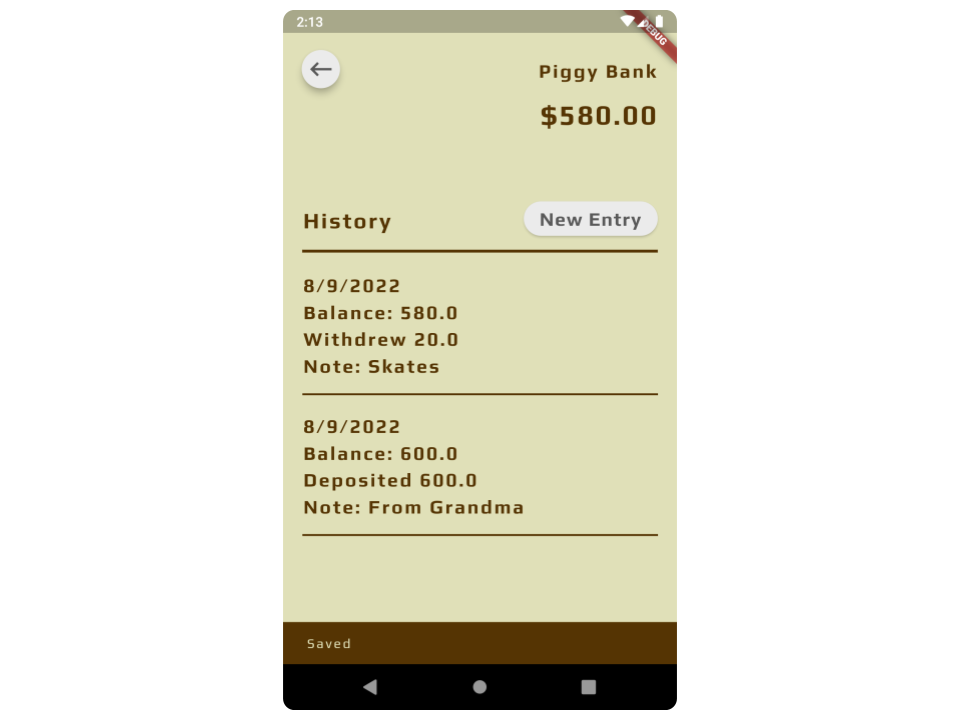 2:13
DEBUG
Piggy Bank
$580.00
History
New Entry
8/9/2022
Balance: 580.0
Withdrew 20.0
Note: Skates
8/9/2022
Balance: 600.0
Deposited 600.0
Note: From Grandma
Saved